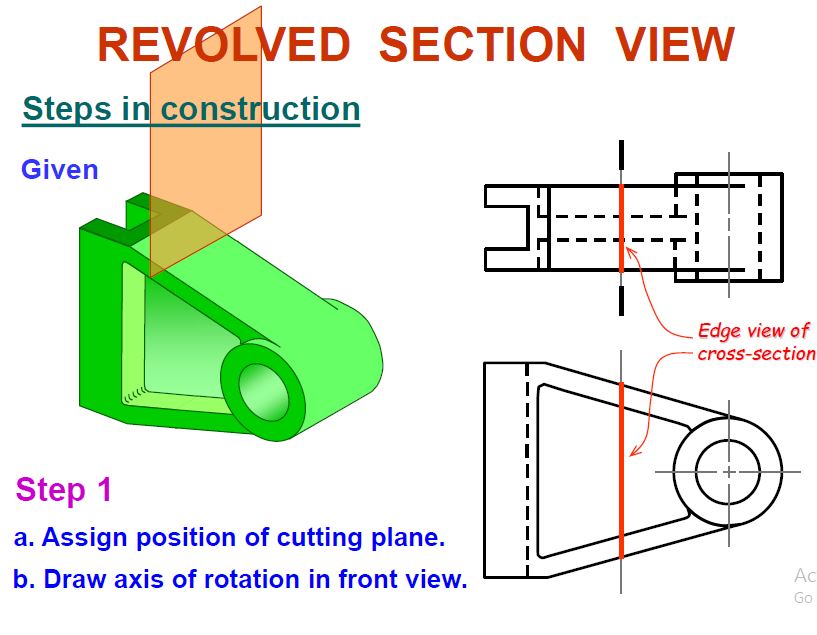 REVOLVED SECTION VIEW
Steps in construction
Given
Edge view of
cross-section
Step 1
a. Assign position of cutting plane.
b. Draw axis of rotation in front view.
Ac
Go